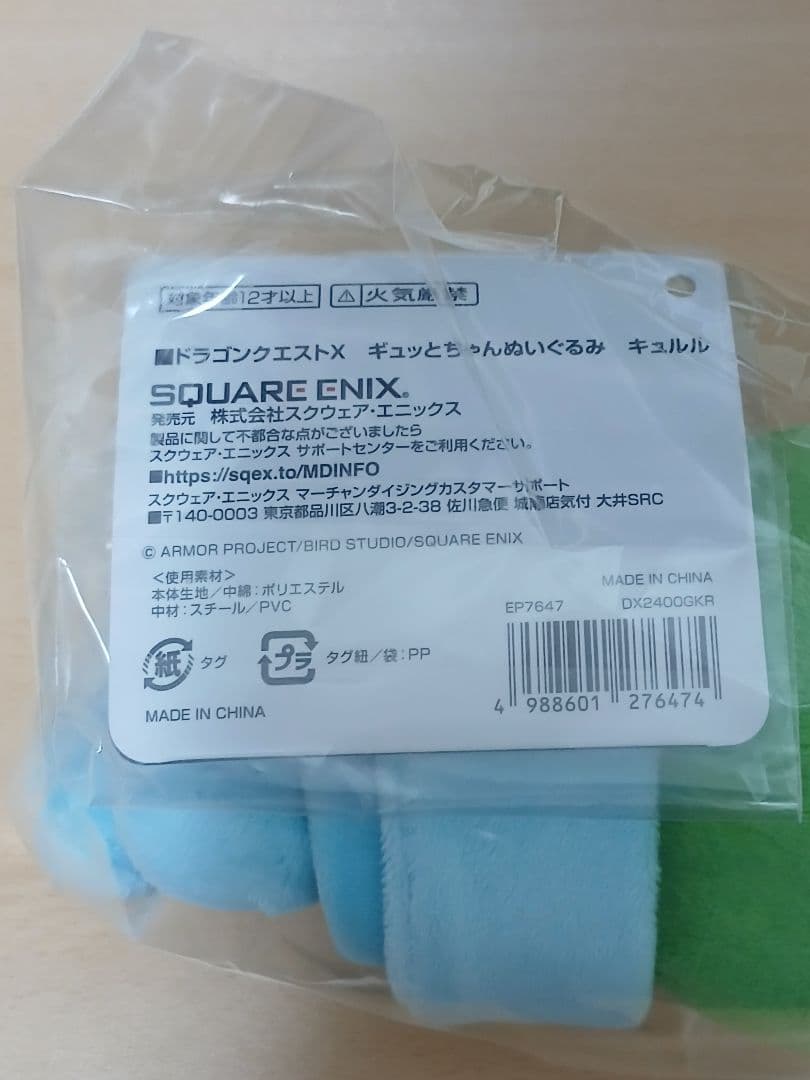 対象年齢12才以上 ⚠火気厳禁
■ドラゴンクエストX ギュッとちゃんぬいぐるみ キュルル
SQUARE ENIX®
発売元 株式会社スクウェア・エニックス
製品に関して不都合な点がございましたら
スクウェア・エニックス サポートセンターをご利用ください。
■https://sqex.to/MDINFO
スクウェア・エニックス マーチャンダイジングカスタマーサポート
■〒140-0003 東京都品川区八潮3-2-38 佐川急便 城南店気付 大井SRC
© ARMOR PROJECT/BIRD STUDIO/SQUARE ENIX
<使用素材>
本体生地/中綿:ポリエステル
中材:スチール/PVC
MADE IN CHINA
EP7647 DX2400GKR
紙 タグ プラ タグ紐/袋:PP
4 988601 276474
MADE IN CHINA